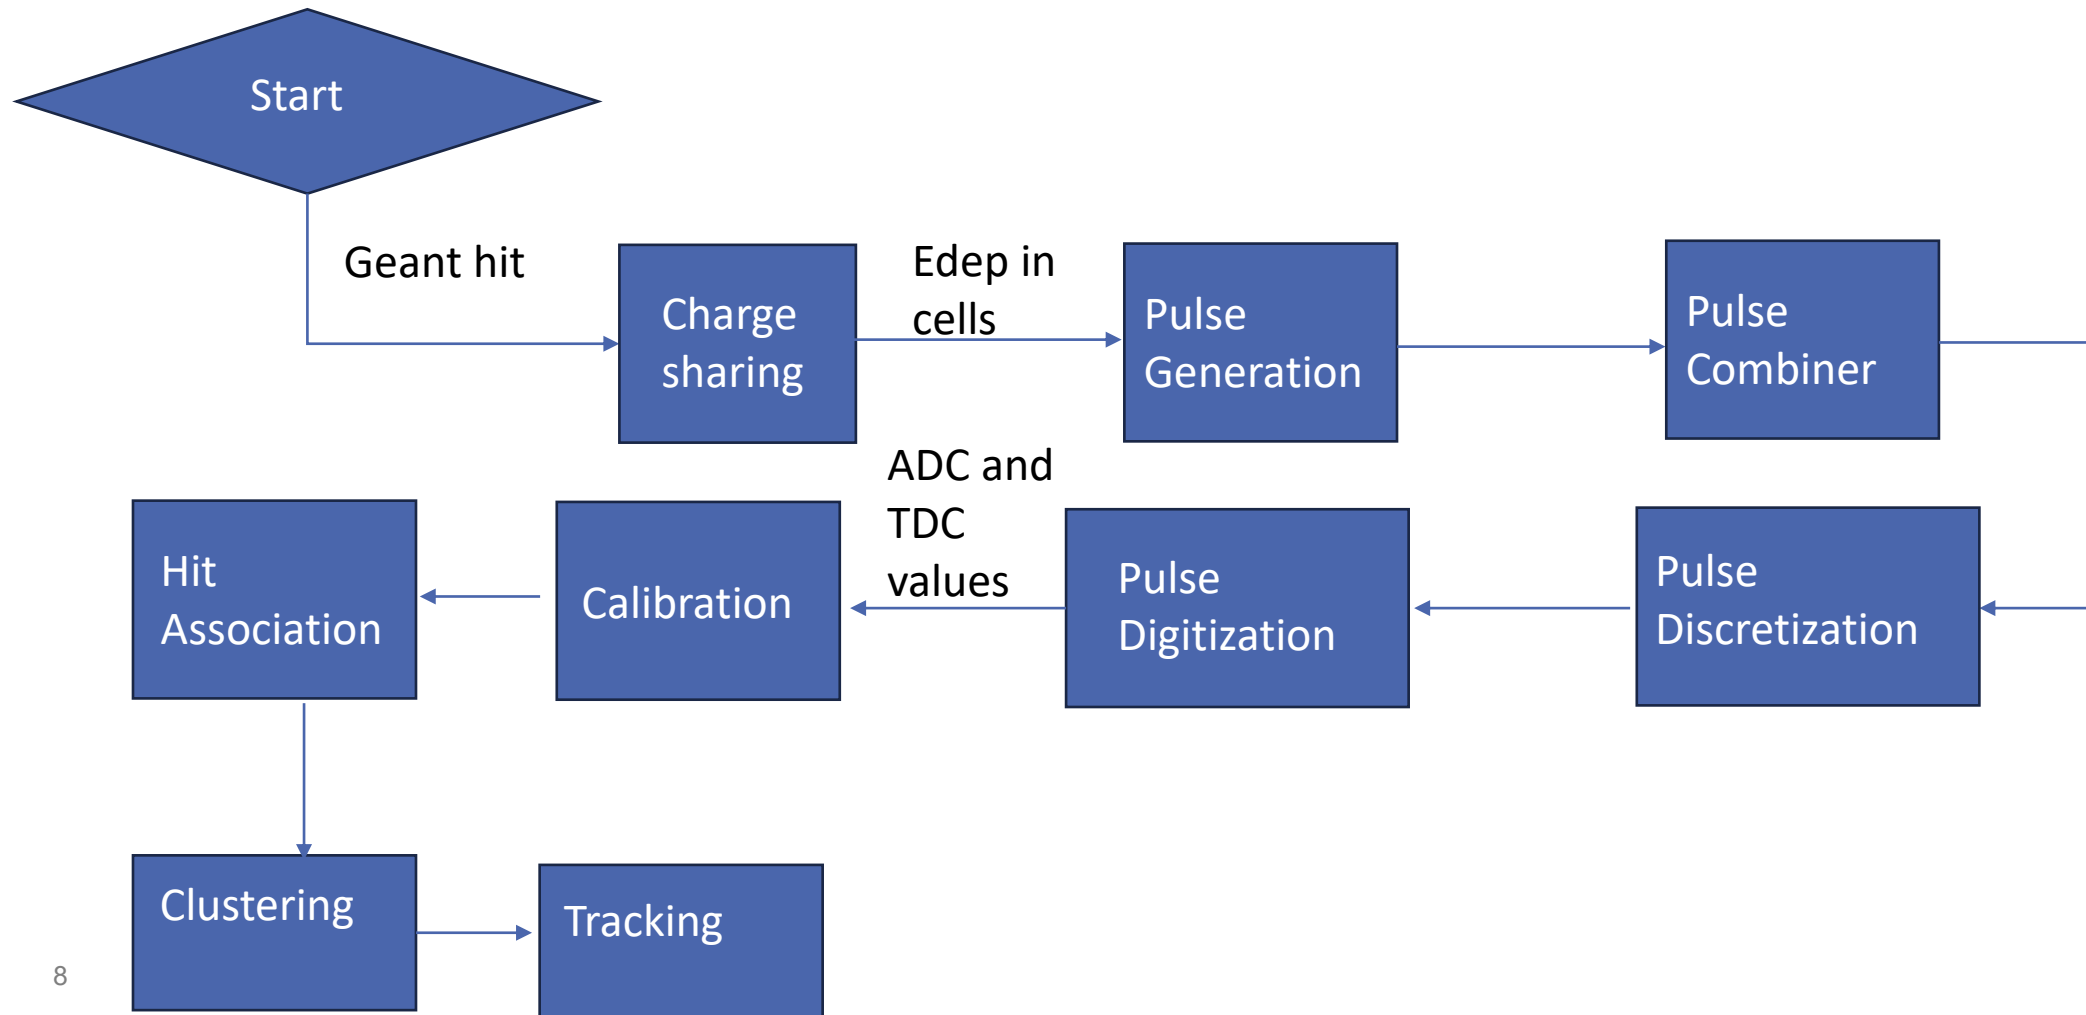 Start
Geant hit
Charge
sharing
Edep in
cells
Pulse
Generation
Pulse
Combiner
Pulse
Discretization
Pulse
Digitization
ADC and
TDC
values
Calibration
Hit
Association
Clustering
Tracking
8